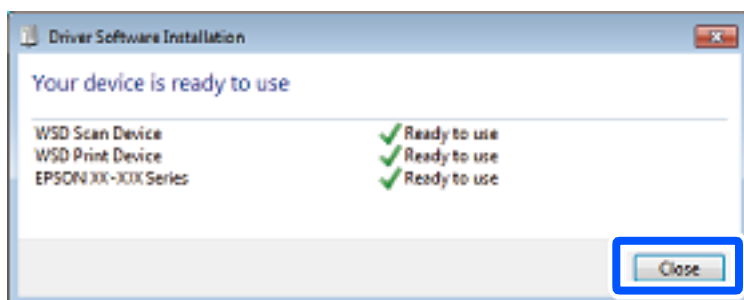 Driver Software Installation
Your device is ready to use
WSD Scan Device Ready to use
WSD Print Device Ready to use
EPSON XX-XXX Series Ready to use
Close